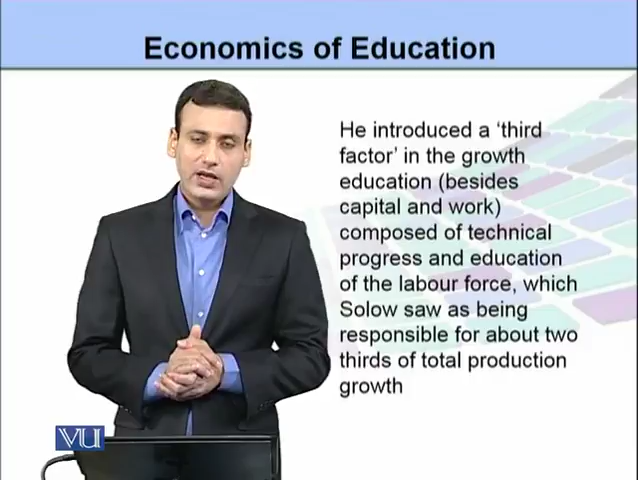 Economics of Education
He introduced a ‘third
factor’ in the growth
education (besides
capital and work)
composed of technical
progress and education
of the labour force, which
Solow saw as being
responsible for about two
thirds of total production
growth
VU